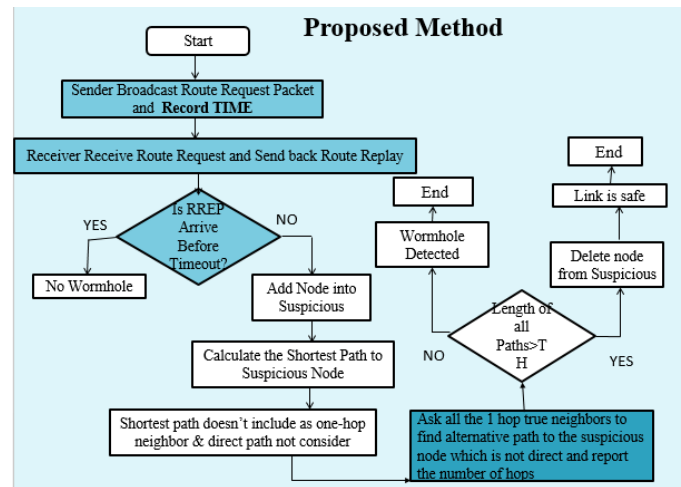 Proposed Method
Start
Sender Broadcast Route Request Packet
and Record TIME
Receiver Receive Route Request and Send back Route Replay
Is RREP
Arrive
Before
Timeout?
YES
NO
No Wormhole
Add Node into
Suspicious
Calculate the Shortest Path to
Suspicious Node
Shortest path doesn't include as one-hop
neighbor & direct path not consider
Ask all the 1 hop true neighbors to
find alternative path to the suspicious
node which is not direct and report
the number of hops
Length of
all
Paths>T
H
NO
YES
Wormhole
Detected
End
Delete node
from Suspicious
Link is safe
End